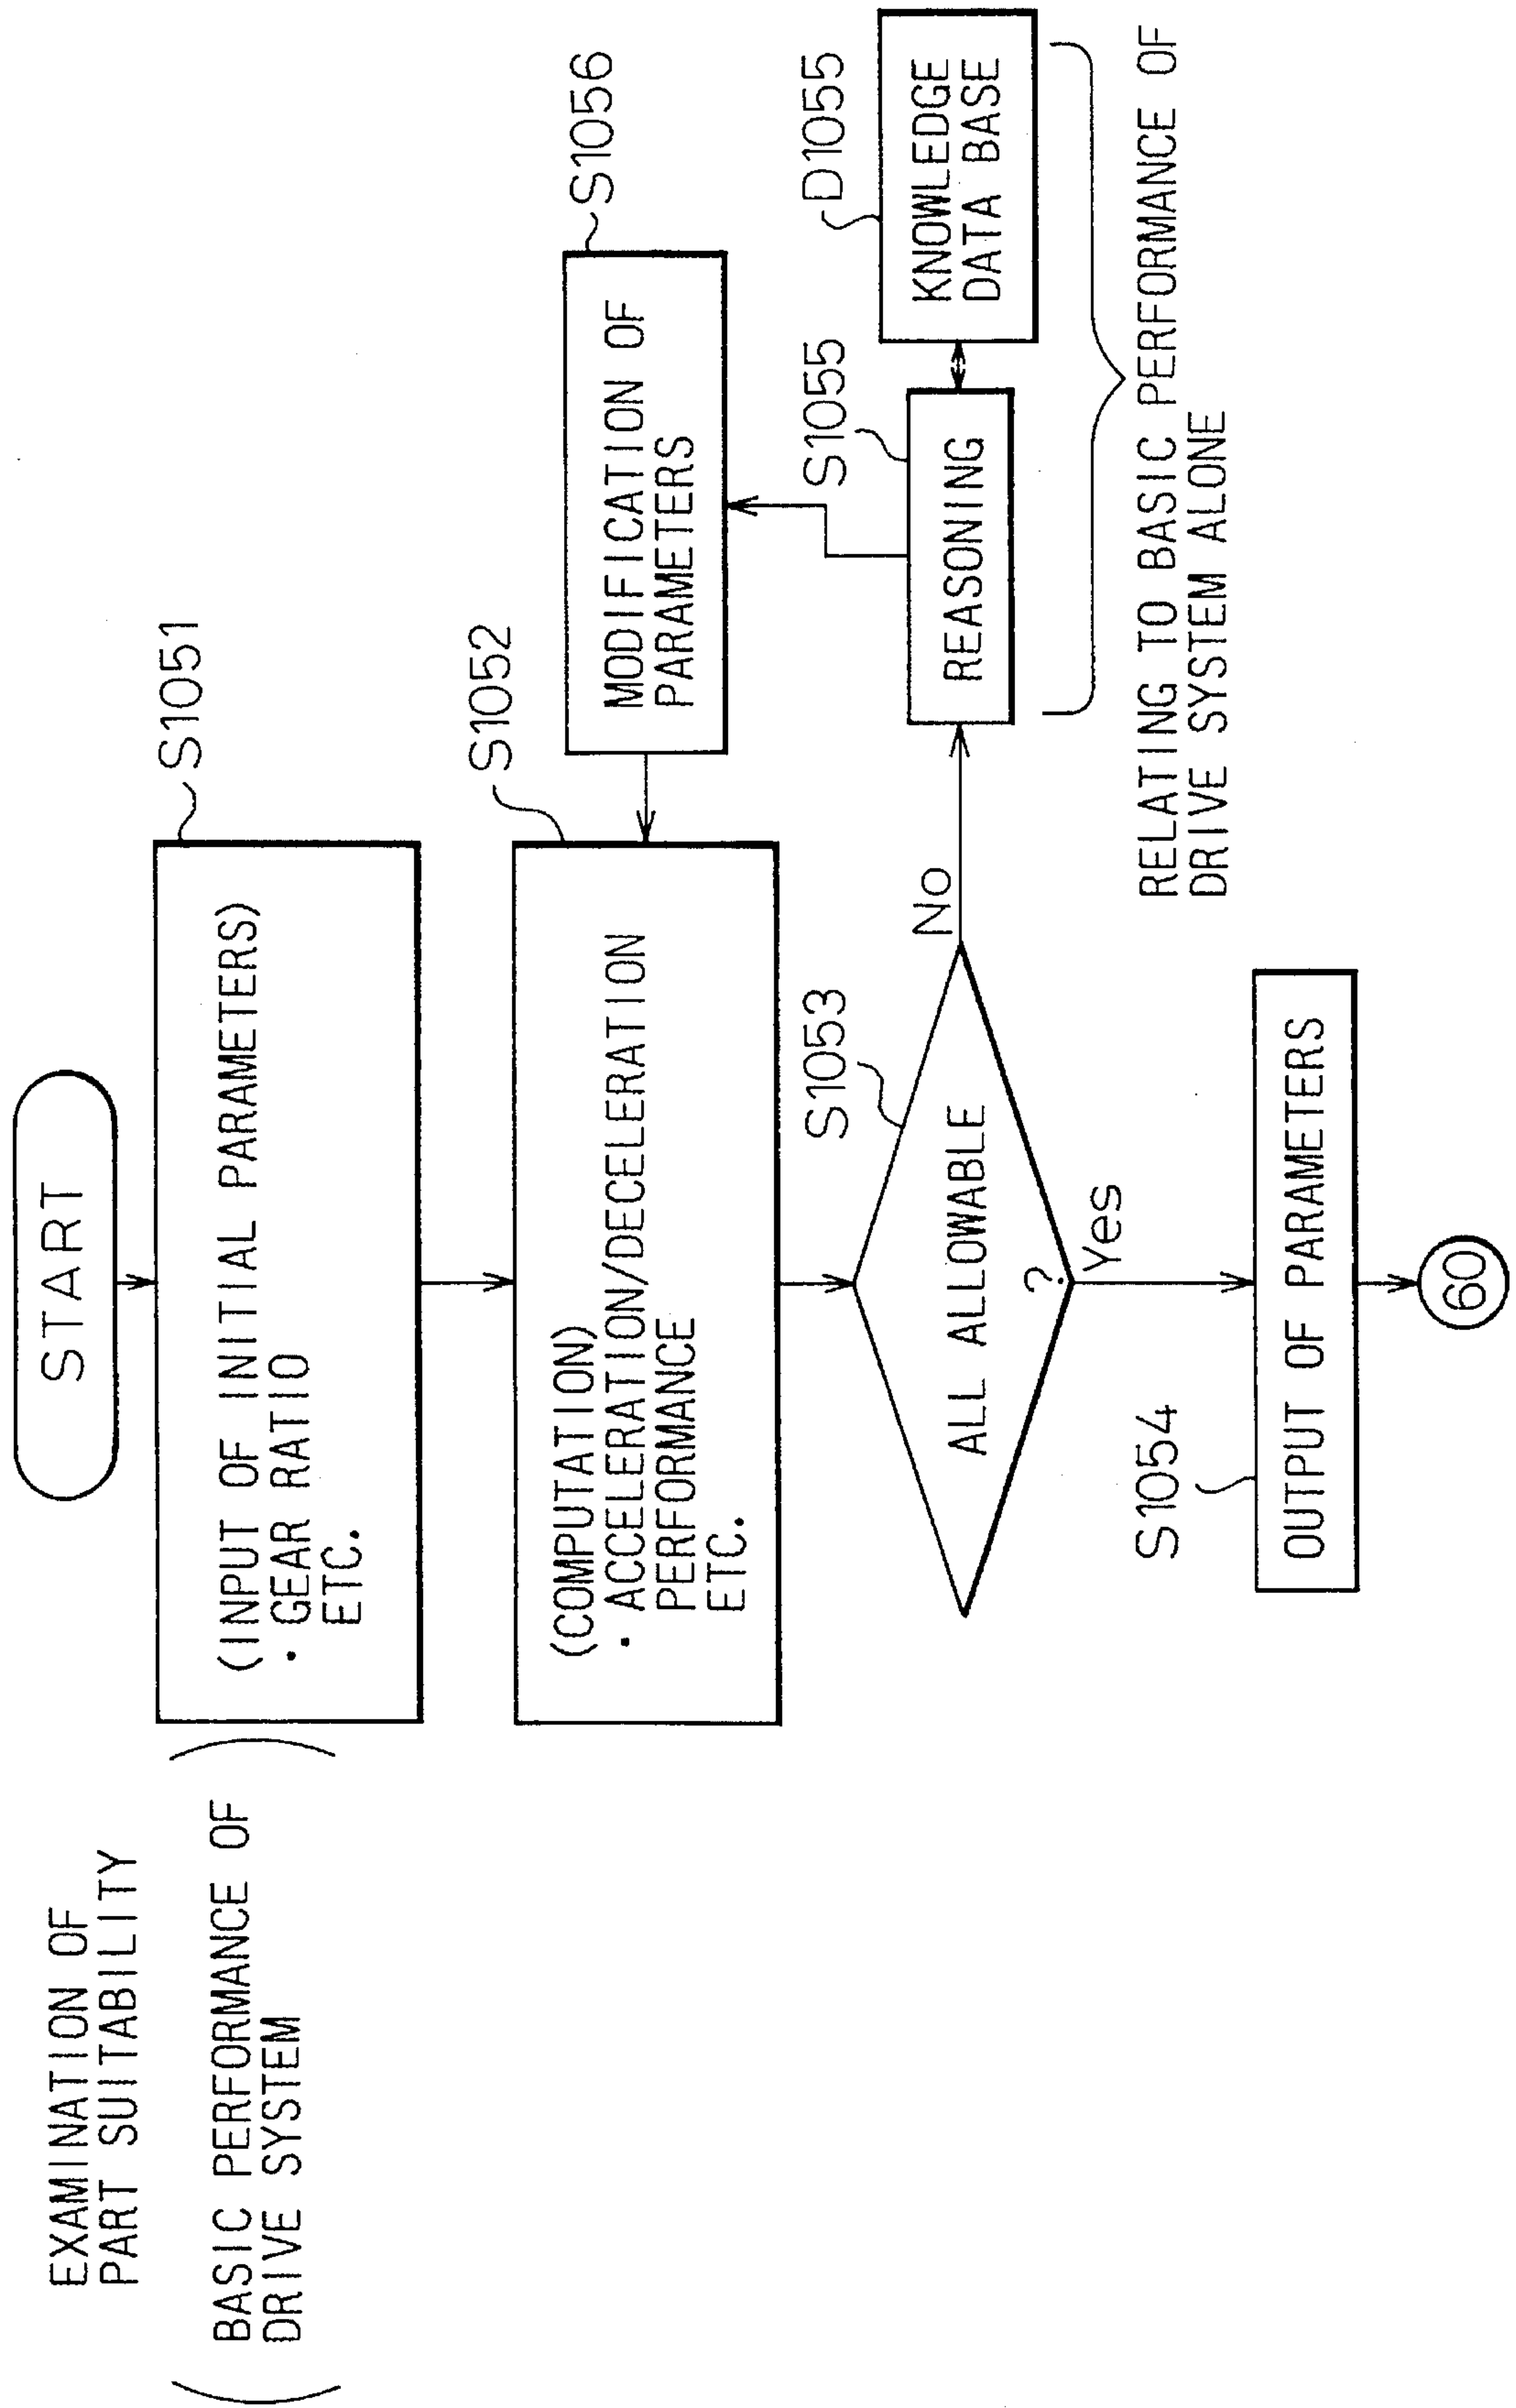 EXAMINATION OF
PART SUITABILITY
(BASIC PERFORMANCE OF
DRIVE SYSTEM)
START
S1051
(INPUT OF INITIAL PARAMETERS)
· GEAR RATIO
ETC.
S1052
(COMPUTATION)
· ACCELERATION/DECELERATION
PERFORMANCE
ETC.
S1056
MODIFICATION OF
PARAMETERS
S1053
ALL ALLOWABLE
?
No
Yes
S1055
REASONING
D1055
KNOWLEDGE
DATA BASE
RELATING TO BASIC PERFORMANCE OF
DRIVE SYSTEM ALONE
S1054
OUTPUT OF PARAMETERS
60